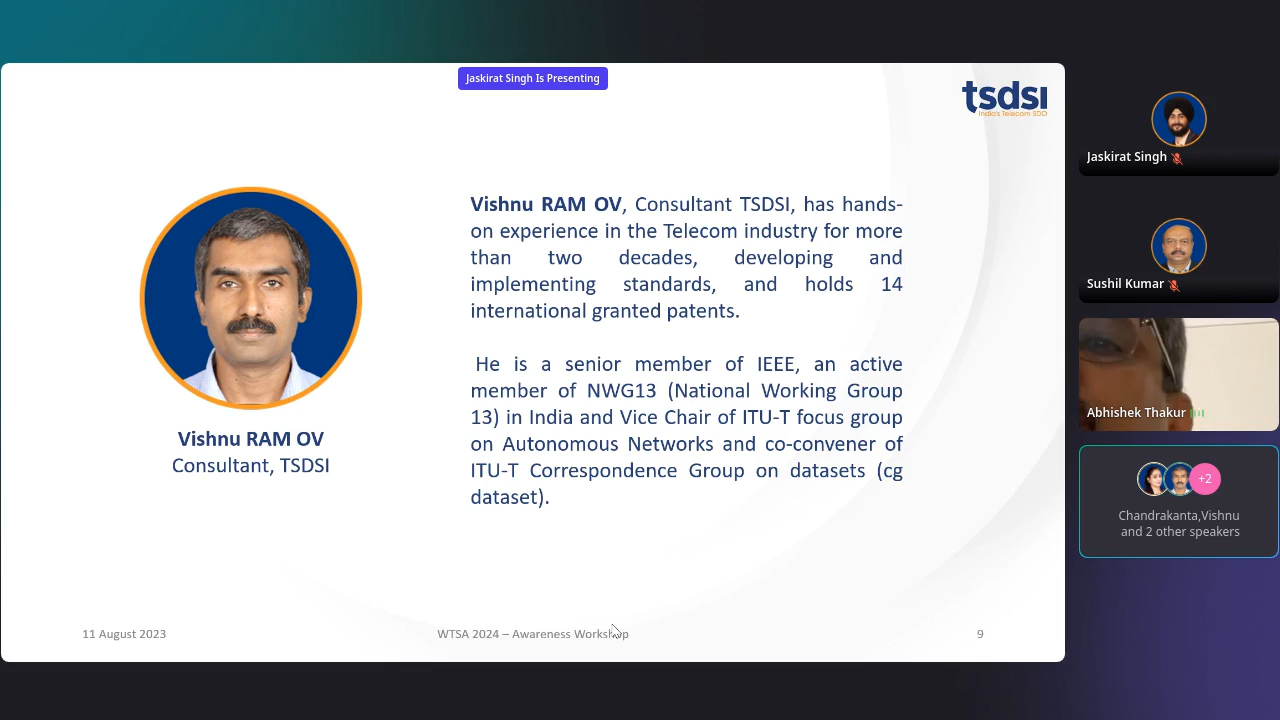 Jaskirat Singh Is Presenting
tsdsi
India's Telecom SDO
Vishnu RAM OV, Consultant TSDSI, has hands-
on experience in the Telecom industry for more
than two decades, developing and
implementing standards, and holds 14
international granted patents.
He is a senior member of IEEE, an active
member of NWG13 (National Working Group
13) in India and Vice Chair of ITU-T focus group
on Autonomous Networks and co-convener of
ITU-T Correspondence Group on datasets (cg
dataset).
Vishnu RAM OV
Consultant, TSDSI
11 August 2023
WTSA 2024 – Awareness Workshop
9
Jaskirat Singh
Sushil Kumar
Abhishek Thakur
+2
Chandrakanta,Vishnu
and 2 other speakers